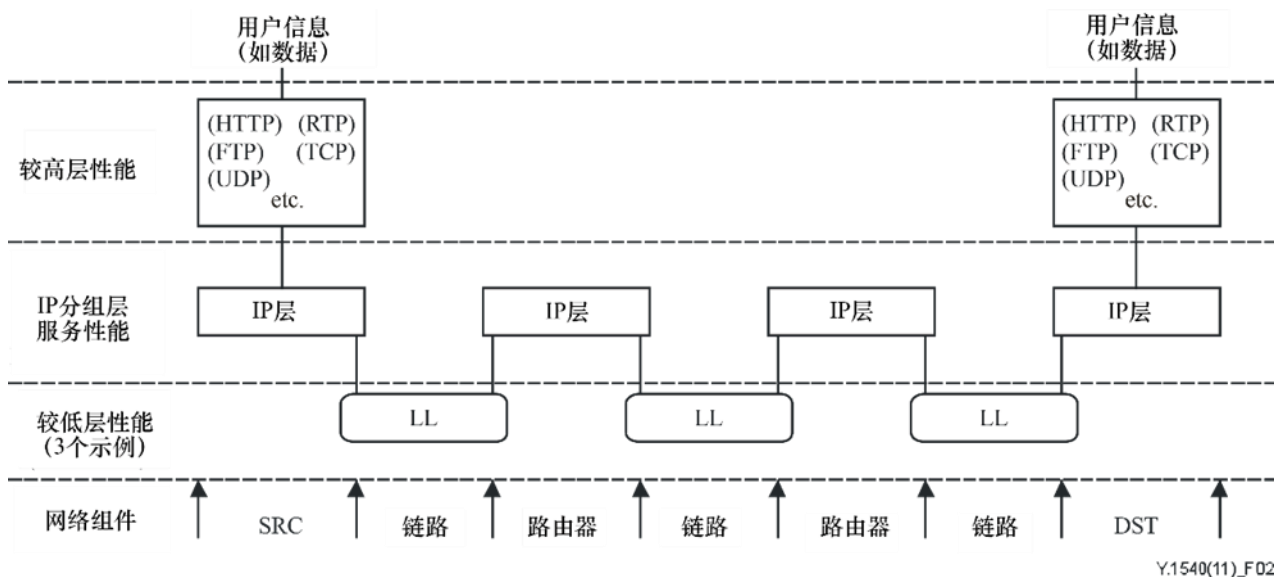 用户信息
（如数据）
用户信息
（如数据）
较高层性能
(HTTP) (RTP)
(FTP) (TCP)
(UDP)
etc.
(HTTP) (RTP)
(FTP) (TCP)
(UDP)
etc.
IP分组层
服务性能
IP层
IP层
IP层
IP层
较低层性能
（3个示例）
LL
LL
LL
网络组件
SRC
链路
路由器
链路
路由器
链路
DST
Y.1540(11)_F02